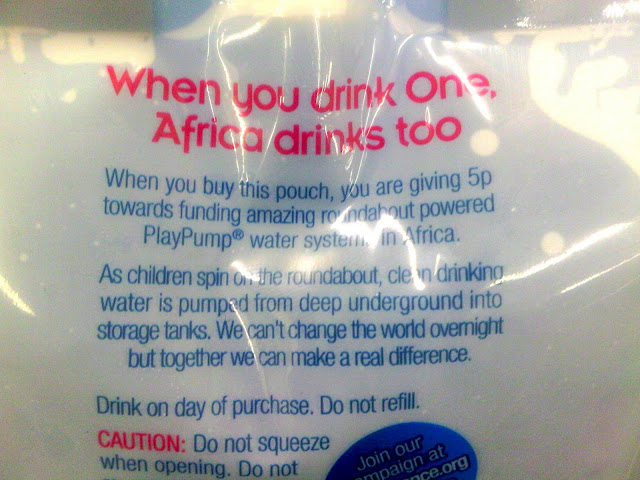 When you drink One,
Africa drinks too
When you buy this pouch, you are giving 5p
towards funding amazing roundabout powered
PlayPump® water systems in Africa.
As children spin on the roundabout, clean drinking
water is pumped from deep underground into
storage tanks. We can't change the world overnight
but together we can make a real difference.
Drink on day of purchase. Do not refill.
CAUTION: Do not squeeze
when opening. Do not
Join our
mpaign at
nce.org